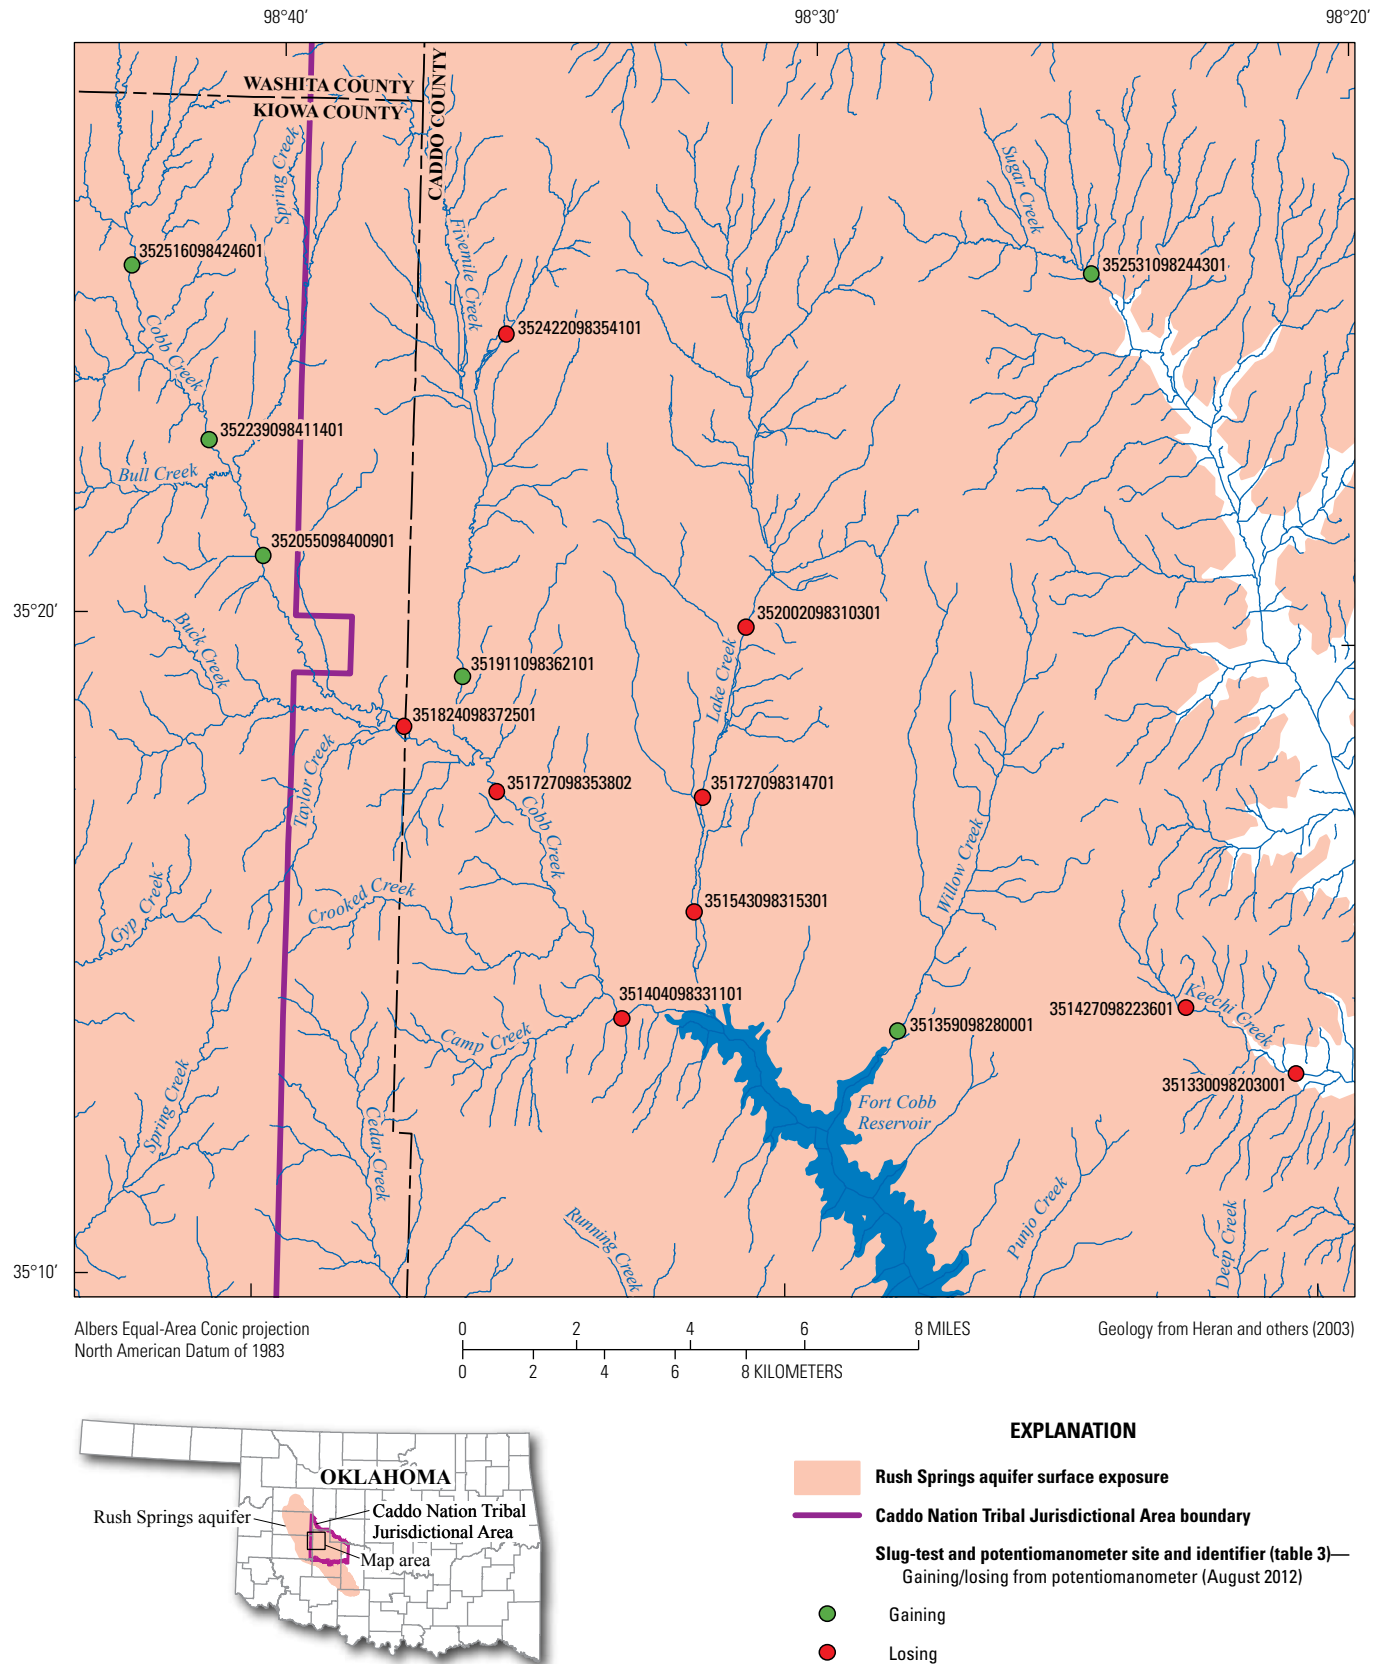 98°40′
98°30′
98°20′
WASHITA COUNTY
KIOWA COUNTY
CADDO COUNTY
Spring Creek
Fivemile Creek
Sugar Creek
352516098424601
352531098244301
352422098354101
Cobb Creek
352239098411401
Bull Creek
352055098400901
35°20′
Buck Creek
352002098310301
Lake Creek
351911098362101
351824098372501
Taylor Creek
351727098353802
351727098314701
Cobb Creek
Willow Creek
Gyp Creek
Crooked Creek
351543098315301
351404098331101
351427098223601
Keechi Creek
351359098280001
Camp Creek
351330098203001
Spring Creek
Cedar Creek
Fort Cobb
Reservoir
Running Creek
Punjo Creek
Deep Creek
35°10′
Albers Equal-Area Conic projection
North American Datum of 1983
0 2 4 6 8 MILES
0 2 4 6 8 KILOMETERS
Geology from Heran and others (2003)
OKLAHOMA
Rush Springs aquifer
Caddo Nation Tribal
Jurisdictional Area
Map area
EXPLANATION
Rush Springs aquifer surface exposure
Caddo Nation Tribal Jurisdictional Area boundary
Slug-test and potentiomanometer site and identifier (table 3)—
Gaining/losing from potentiomanometer (August 2012)
Gaining
Losing